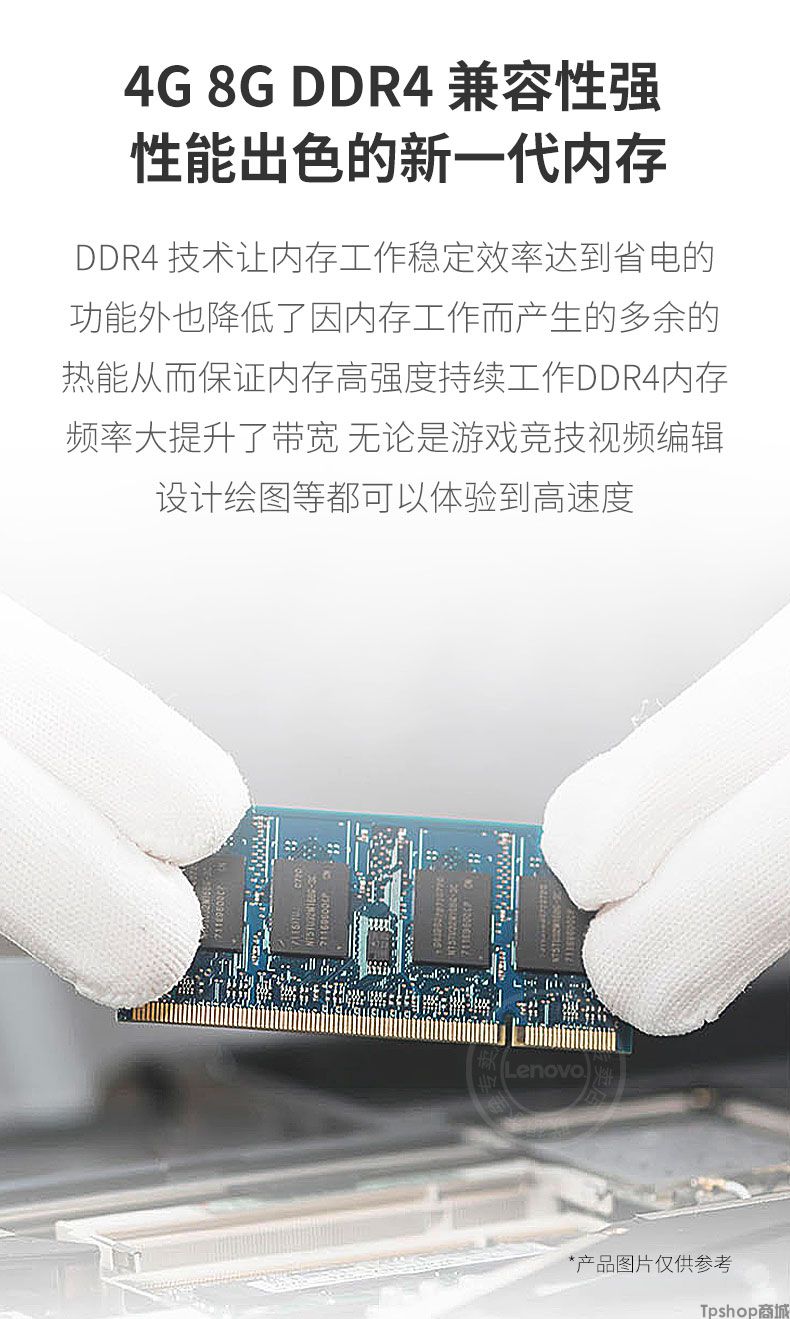 4G 8G DDR4 兼容性强
性能出色的新一代内存
DDR4 技术让内存工作稳定效率达到省电的
功能外也降低了因内存工作而产生的多余的
热能从而保证内存高强度持续工作DDR4内存
频率大提升了带宽 无论是游戏竞技视频编辑
设计绘图等都可以体验到高速度
Lenovo
*产品图片仅供参考
Tpshop商城